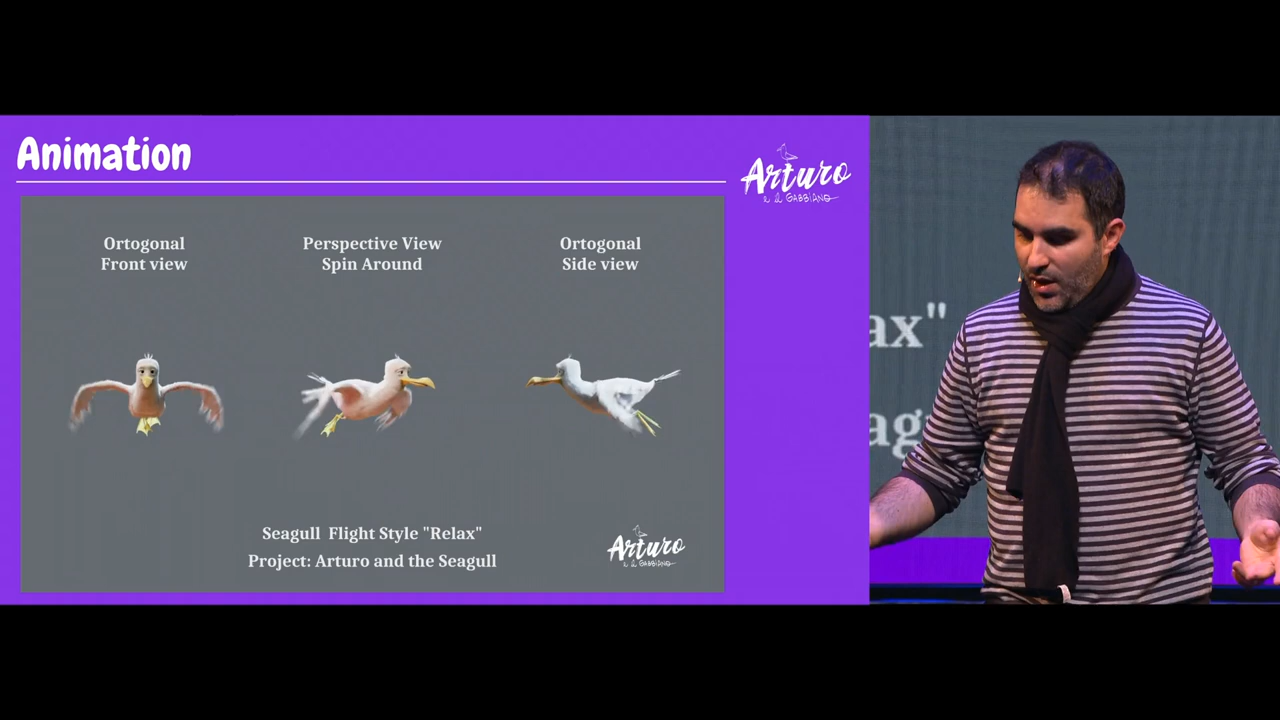 Animation
Arturo
e il GABBIANO
Ortogonal
Front view
Perspective View
Spin Around
Ortogonal
Side view
Seagull Flight Style "Relax"
Project: Arturo and the Seagull
Arturo
e il GABBIANO
ax"
ag